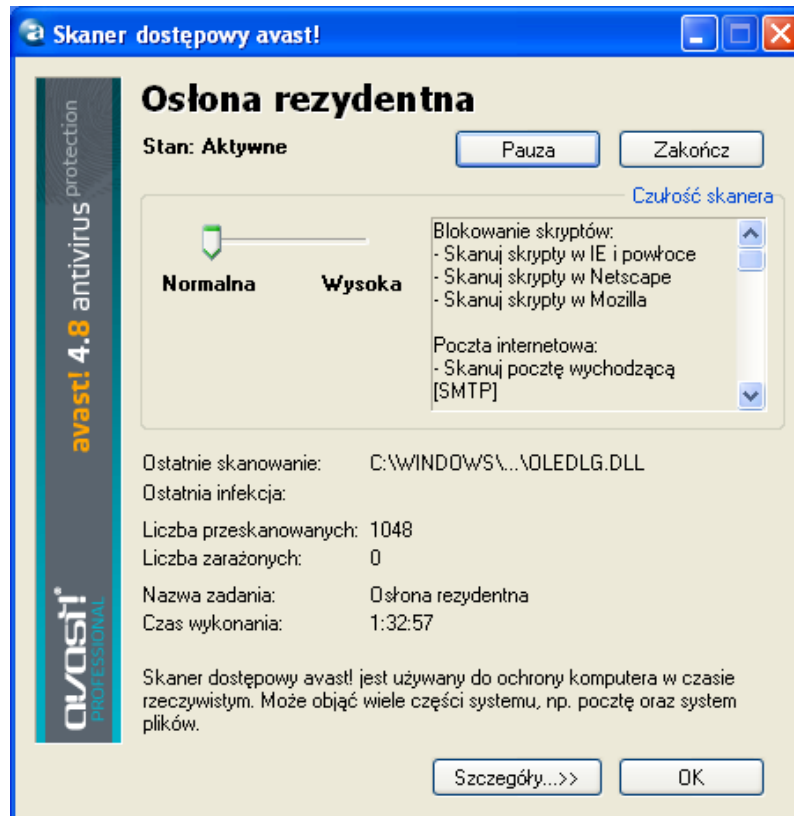 Skaner dostępowy avast!
avast! 4.8 antivirus protection
avast!
PROFESSIONAL
Osłona rezydentna
Stan: Aktywne
Pauza
Zakończ
Czułość skanera
Normalna
Wysoka
Blokowanie skryptów:
- Skanuj skrypty w IE i powłoce
- Skanuj skrypty w Netscape
- Skanuj skrypty w Mozilla
Poczta internetowa:
- Skanuj pocztę wychodzącą
[SMTP]
Ostatnie skanowanie: C:\WINDOWS\...\OLEDLG.DLL
Ostatnia infekcja:
Liczba przeskanowanych: 1048
Liczba zarażonych: 0
Nazwa zadania: Osłona rezydentna
Czas wykonania: 1:32:57
Skaner dostępowy avast! jest używany do ochrony komputera w czasie
rzeczywistym. Może objąć wiele części systemu, np. pocztę oraz system
plików.
Szczegóły...>>
OK